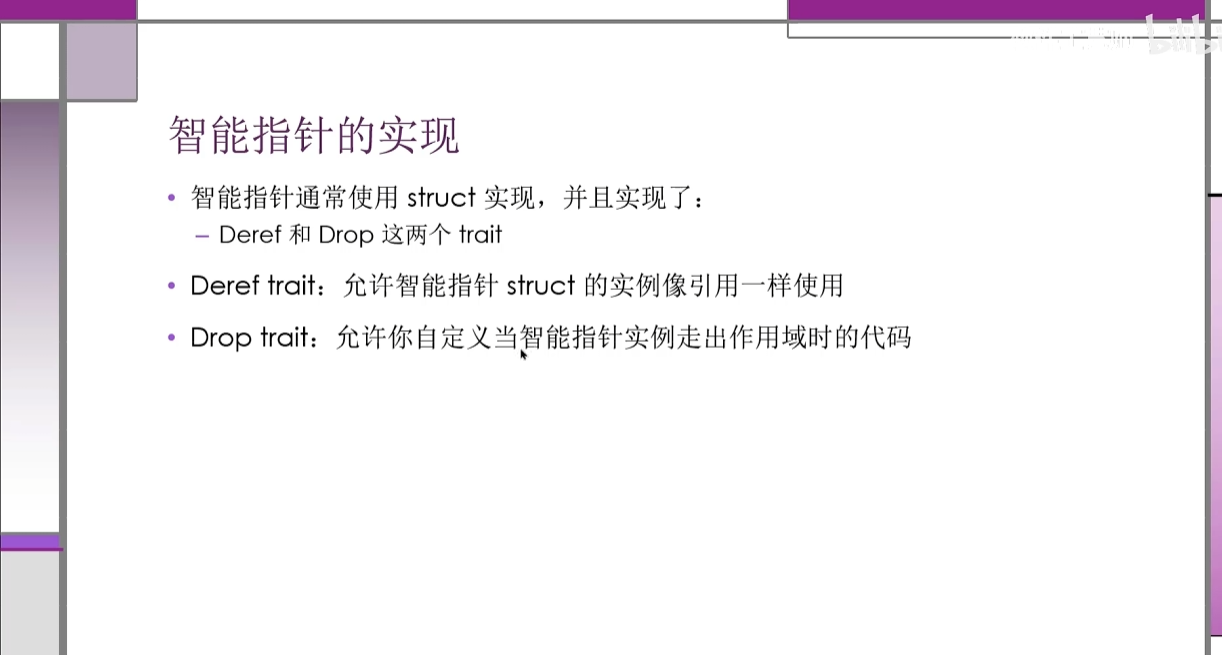 智能指针的实现
• 智能指针通常使用 struct 实现，并且实现了：
– Deref 和 Drop 这两个 trait
• Deref trait：允许智能指针 struct 的实例像引用一样使用
• Drop trait：允许你自定义当智能指针实例走出作用域时的代码